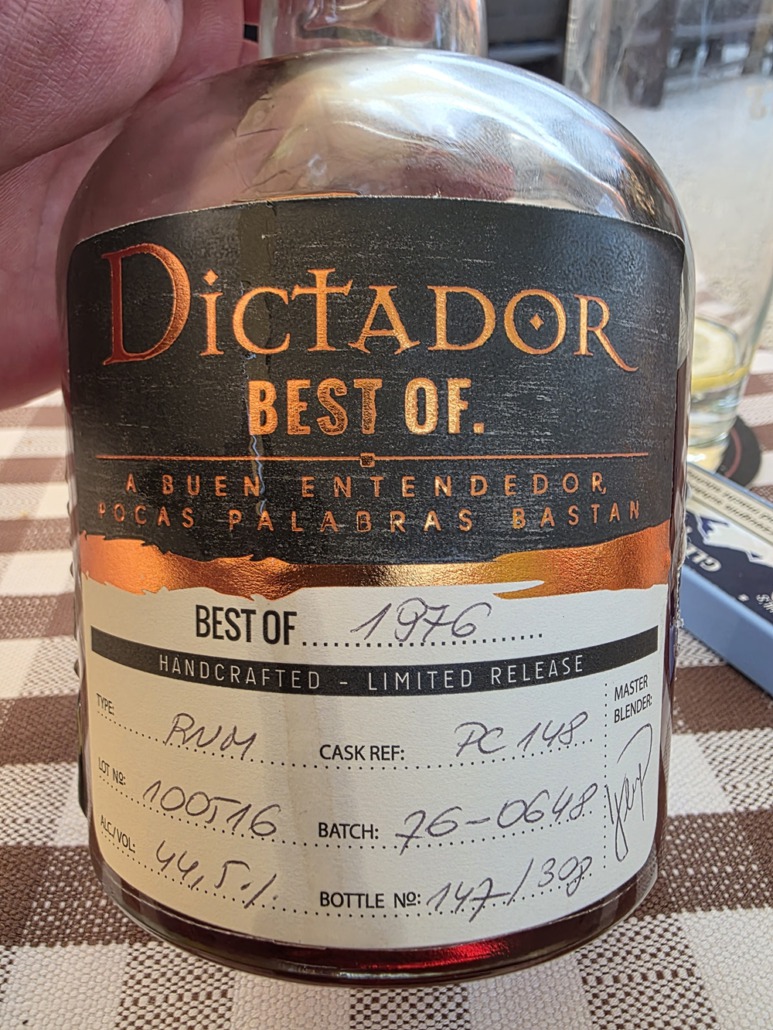 DICTADOR
BEST OF.
A BUEN ENTENDEDOR
POCAS PALABRAS BASTAN
BEST OF 1976
HANDCRAFTED - LIMITED RELEASE
TYPE: RUM
CASK REF: PC 148
MASTER
BLENDER:
LOT Nº: 100516
BATCH: 76-0648
ALC/VOL: 44,5%
BOTTLE Nº: 147/308